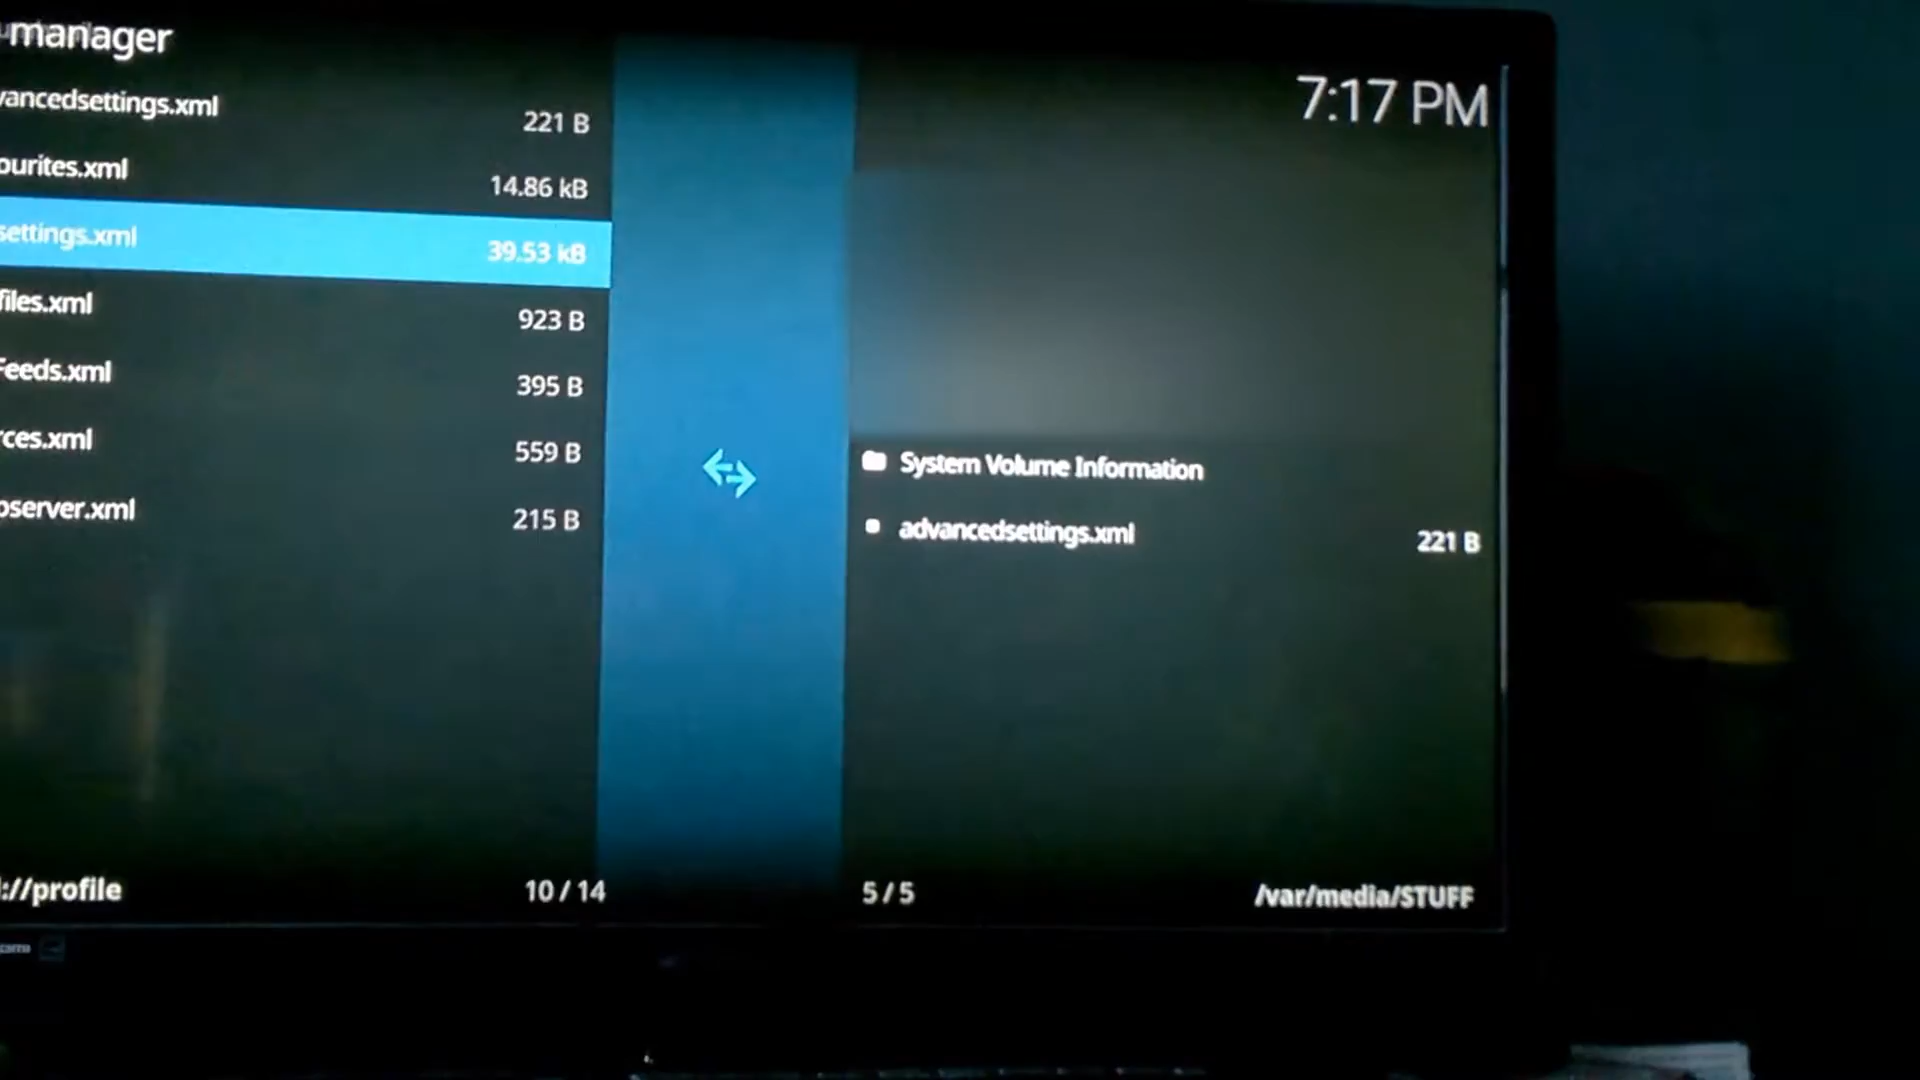 manager
vancedsettings.xml
221 B
ourites.xml
14.86 kB
settings.xml
39.53 kB
files.xml
923 B
Feeds.xml
395 B
rces.xml
559 B
pserver.xml
215 B
://profile
10 / 14
7:17 PM
System Volume Information
advancedsettings.xml
221 B
5 / 5
/var/media/STUFF